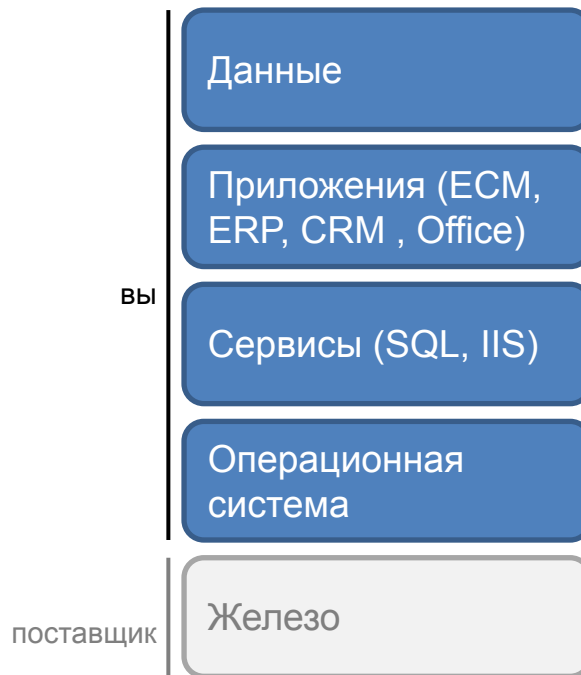 Данные
Приложения (ECM,
ERP, CRM , Office)
вы
Сервисы (SQL, IIS)
Операционная
система
поставщик
Железо